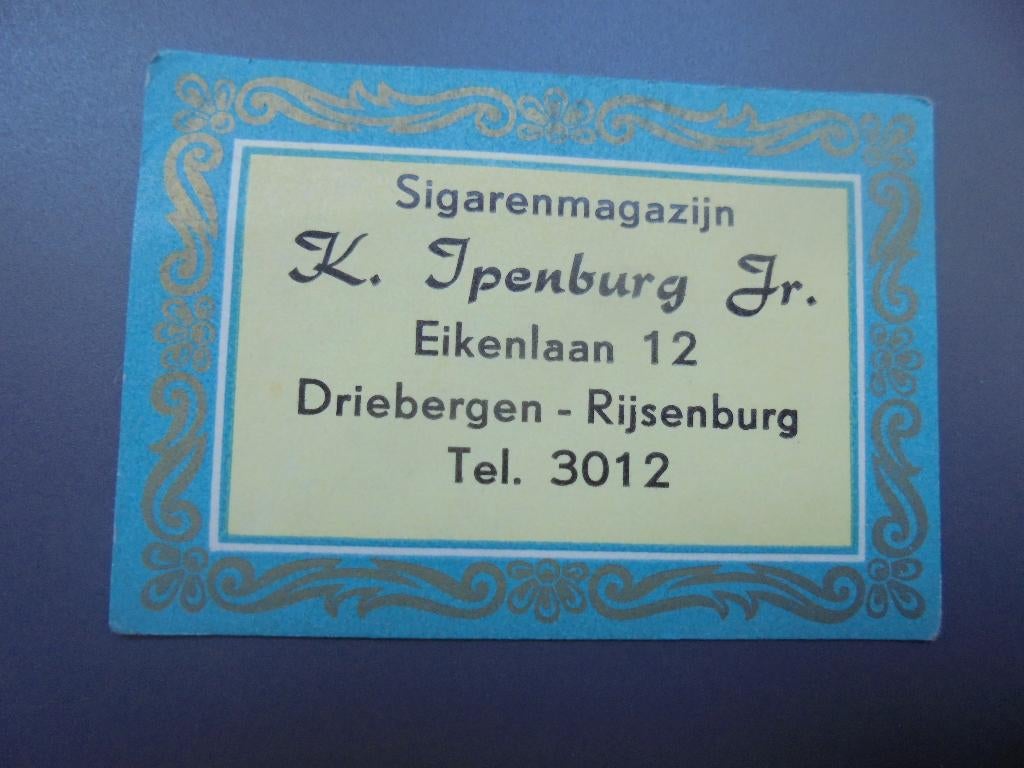 Sigarenmagazijn
K. Ipenburg Jr.
Eikenlaan 12
Driebergen - Rijsenburg
Tel. 3012